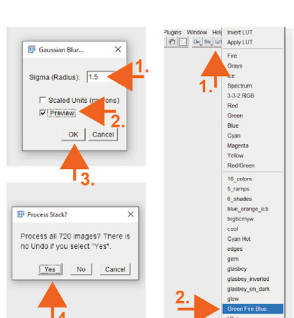 Gaussian Blur...
Sigma (Radius): 1.5
1.
Scaled Units (microns)
Preview
2.
OK
Cancel
3.
Process Stack?
Process all 720 images? There is
no Undo if you select "Yes".
Yes
No
Cancel
4.
Plugins Window Help
1.
Invert LUT
Apply LUT
Fire
Grays
Ice
Spectrum
3-3-2 RGB
Red
Green
Blue
Cyan
Magenta
Yellow
Red/Green
16_colors
5_ramps
6_shades
blue_orange_icb
brgbcmyw
cool
Cyan Hot
edges
gem
glasbey
glasbey_inverted
glasbey_on_dark
glow
2.
Green Fire Blue